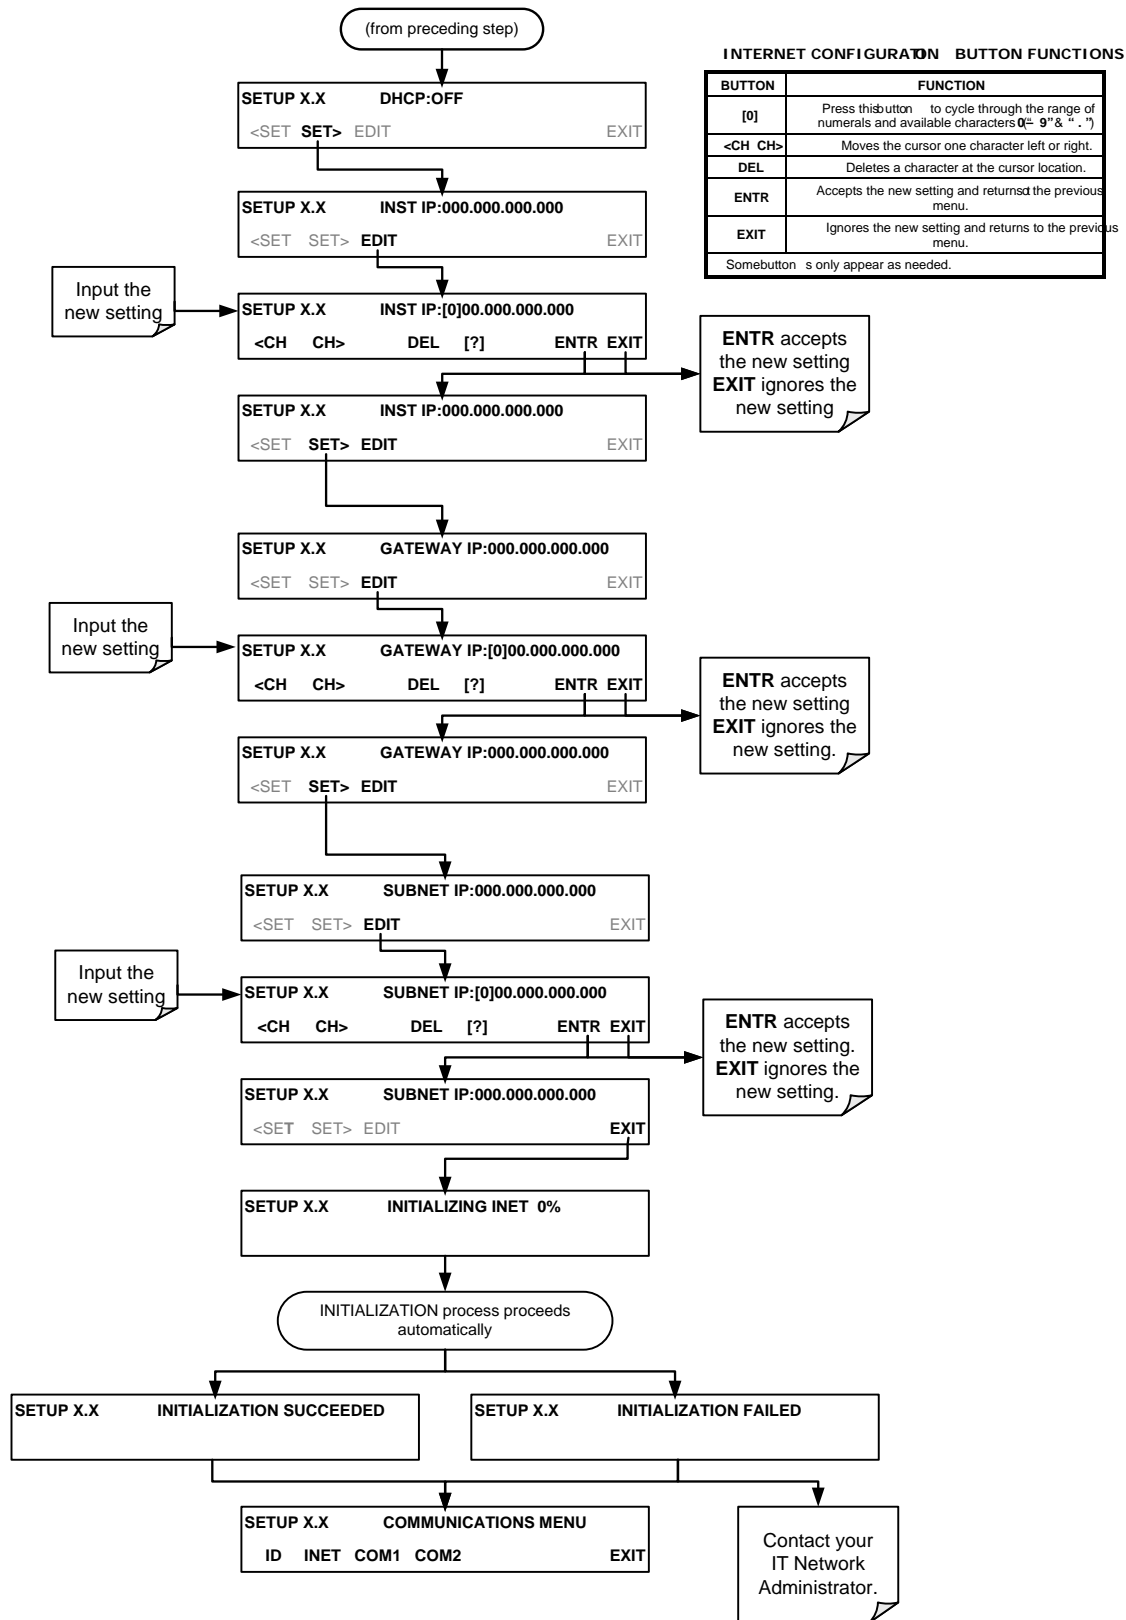 (from preceding step)
INTERNET CONFIGURATION BUTTON FUNCTIONS
BUTTON FUNCTION
[0] Press this button to cycle through the range of
numerals and available characters (“0 – 9” & “ . ”)
<CH CH> Moves the cursor one character left or right.
DEL Deletes a character at the cursor location.
ENTR Accepts the new setting and returns to the previous
menu.
EXIT Ignores the new setting and returns to the previous
menu.
Some buttons only appear as needed.
SETUP X.X DHCP:OFF
<SET SET> EDIT EXIT
SETUP X.X INST IP:000.000.000.000
<SET SET> EDIT EXIT
Input the
new setting
SETUP X.X INST IP:[0]00.000.000.000
<CH CH> DEL [?] ENTR EXIT
ENTR accepts
the new setting
EXIT ignores the
new setting
SETUP X.X INST IP:000.000.000.000
<SET SET> EDIT EXIT
SETUP X.X GATEWAY IP:000.000.000.000
<SET SET> EDIT EXIT
Input the
new setting
SETUP X.X GATEWAY IP:[0]00.000.000.000
<CH CH> DEL [?] ENTR EXIT
ENTR accepts
the new setting
EXIT ignores the
new setting.
SETUP X.X GATEWAY IP:000.000.000.000
<SET SET> EDIT EXIT
SETUP X.X SUBNET IP:000.000.000.000
<SET SET> EDIT EXIT
Input the
new setting
SETUP X.X SUBNET IP:[0]00.000.000.000
<CH CH> DEL [?] ENTR EXIT
ENTR accepts
the new setting.
EXIT ignores the
new setting.
SETUP X.X SUBNET IP:000.000.000.000
<SET SET> EDIT EXIT
SETUP X.X INITIALIZING INET 0%
INITIALIZATION process proceeds
automatically
SETUP X.X INITIALIZATION SUCCEEDED
SETUP X.X INITIALIZATION FAILED
SETUP X.X COMMUNICATIONS MENU
ID INET COM1 COM2 EXIT
Contact your
IT Network
Administrator.